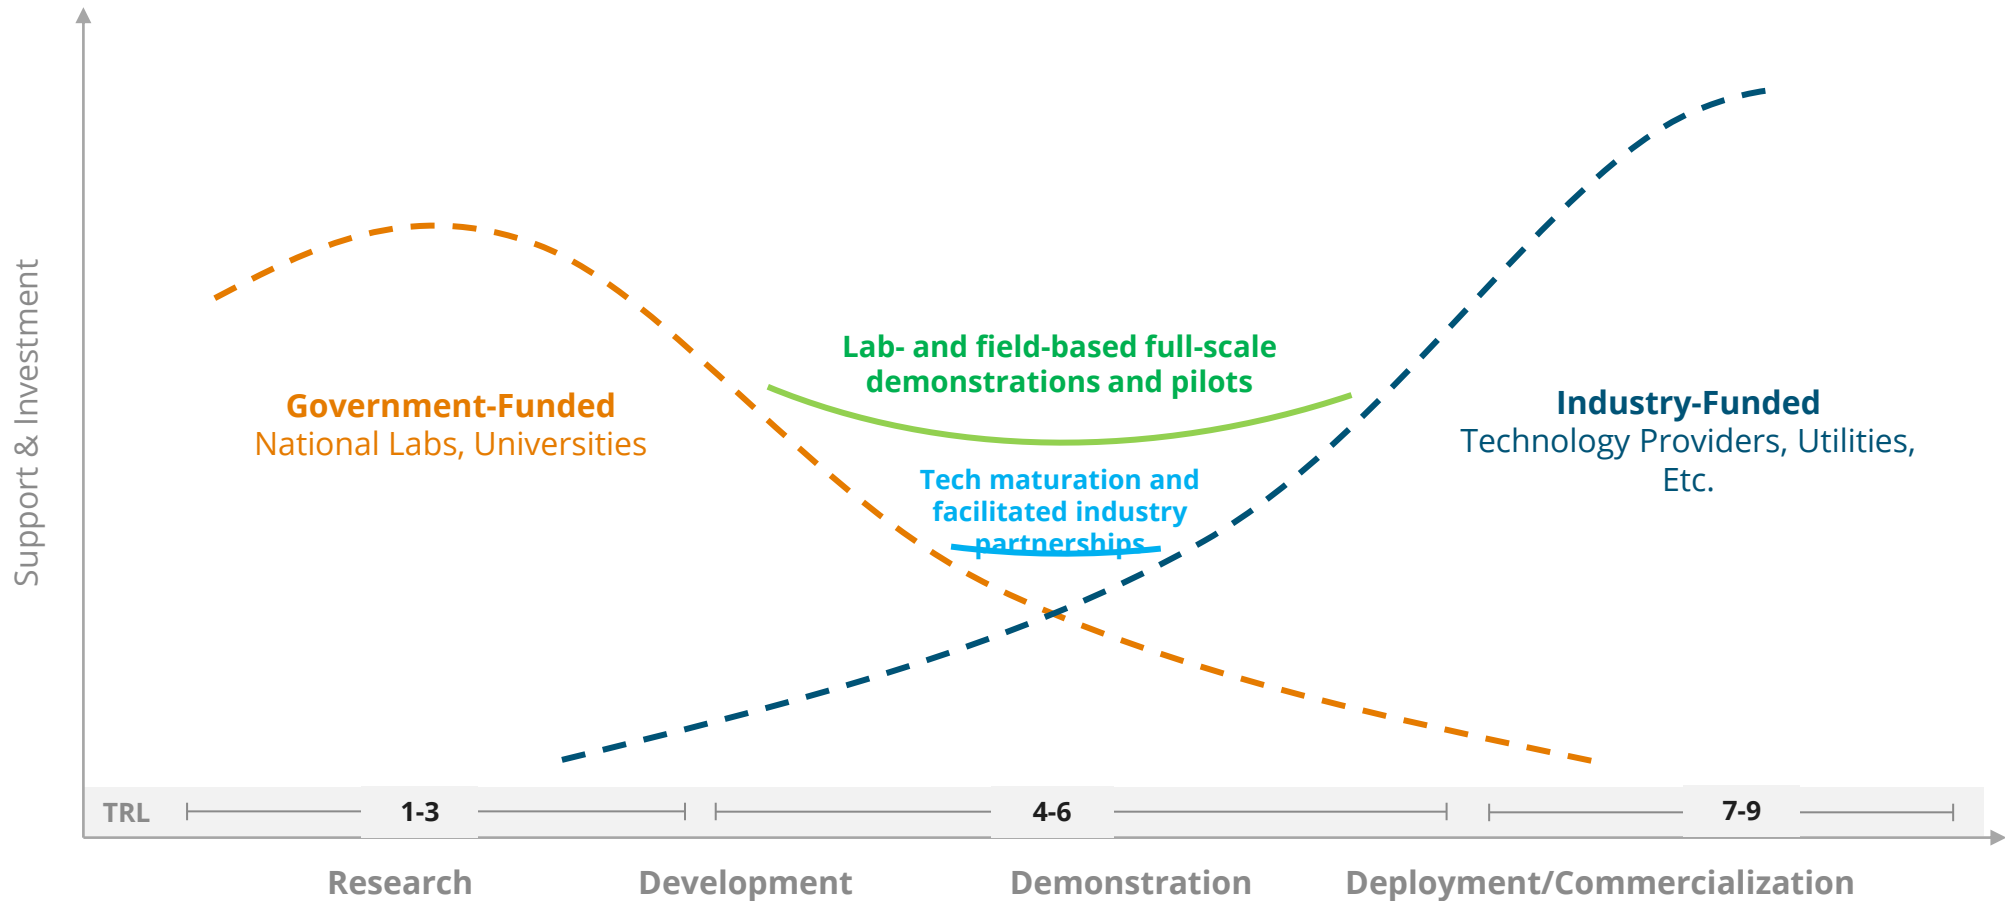 Support & Investment
Lab- and field-based full-scale
demonstrations and pilots
Government-Funded
National Labs, Universities
Industry-Funded
Technology Providers, Utilities,
Etc.
Tech maturation and
facilitated industry
partnerships
TRL
1-3
4-6
7-9
Research
Development
Demonstration
Deployment/Commercialization